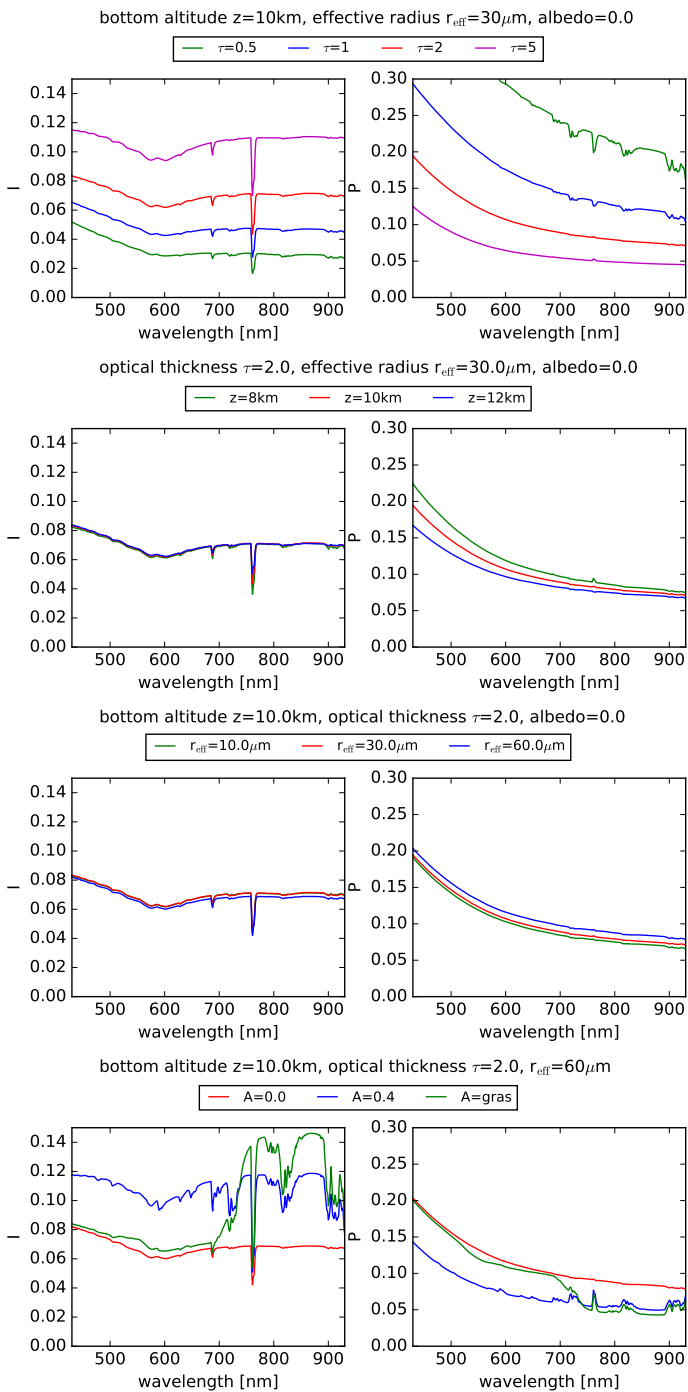 bottom altitude z=10km, effective radius r_eff=30μm, albedo=0.0
τ=0.5 τ=1 τ=2 τ=5
0.14 0.12 0.10 0.08 0.06 0.04 0.02 0.00
I
500 600 700 800 900
wavelength [nm]
0.30 0.25 0.20 0.15 0.10 0.05 0.00
P
500 600 700 800 900
wavelength [nm]
optical thickness τ=2.0, effective radius r_eff=30.0μm, albedo=0.0
z=8km z=10km z=12km
0.14 0.12 0.10 0.08 0.06 0.04 0.02 0.00
I
500 600 700 800 900
wavelength [nm]
0.30 0.25 0.20 0.15 0.10 0.05 0.00
P
500 600 700 800 900
wavelength [nm]
bottom altitude z=10.0km, optical thickness τ=2.0, albedo=0.0
r_eff=10.0μm r_eff=30.0μm r_eff=60.0μm
0.14 0.12 0.10 0.08 0.06 0.04 0.02 0.00
I
500 600 700 800 900
wavelength [nm]
0.30 0.25 0.20 0.15 0.10 0.05 0.00
P
500 600 700 800 900
wavelength [nm]
bottom altitude z=10.0km, optical thickness τ=2.0, r_eff=60μm
A=0.0 A=0.4 A=gras
0.14 0.12 0.10 0.08 0.06 0.04 0.02 0.00
I
500 600 700 800 900
wavelength [nm]
0.30 0.25 0.20 0.15 0.10 0.05 0.00
P
500 600 700 800 900
wavelength [nm]